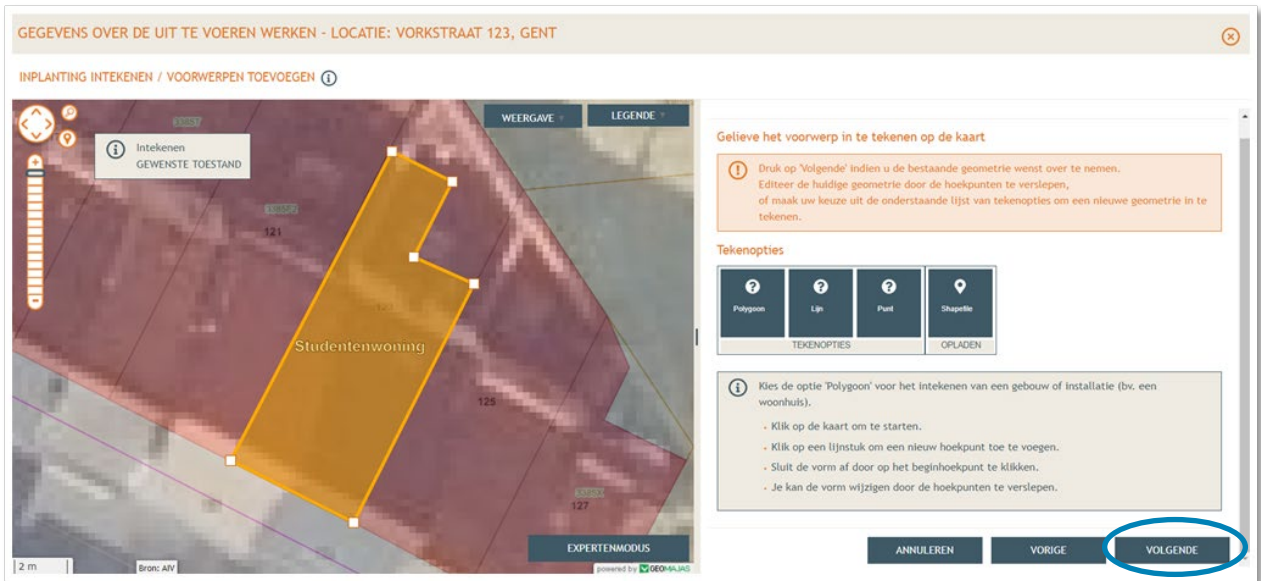 GEGEVENS OVER DE UIT TE VOEREN WERKEN - LOCATIE: VORKSTRAAT 123, GENT
INPLANTING INTEKENEN / VOORWERPEN TOEVOEGEN
WEERGAVE
LEGENDE
Intekenen
GEWENSTE TOESTAND
121
Studentenwoning
125
127
EXPERTENMODUS
2 m
Bron: AIV
powered by GEOMAJAS
Gelieve het voorwerp in te tekenen op de kaart
Druk op 'Volgende' indien u de bestaande geometrie wenst over te nemen.
Editeer de huidige geometrie door de hoekpunten te verslepen,
of maak uw keuze uit de onderstaande lijst van tekenopties om een nieuwe geometrie in te
tekenen.
Tekenopties
Polygoon
Lijn
Punt
Shapefile
TEKENOPTIES
OPLADEN
Kies de optie 'Polygoon' voor het intekenen van een gebouw of installatie (bv. een
woonhuis).
Klik op de kaart om te starten.
Klik op een lijnstuk om een nieuw hoekpunt toe te voegen.
Sluit de vorm af door op het beginhoekpunt te klikken.
Je kan de vorm wijzigen door de hoekpunten te verslepen.
ANNULEREN
VORIGE
VOLGENDE